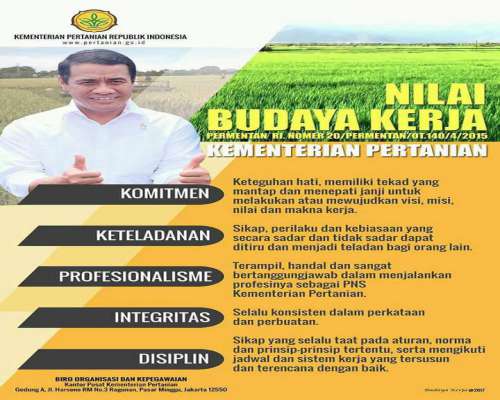 KEMENTERIAN PERTANIAN REPUBLIK INDONESIA
www.pertanian.go.id
NILAI
BUDAYA KERJA
PERMENTAN/ RI. NOMER 20/PERMENTAN/OT.140/4/2015
KEMENTERIAN PERTANIAN
KOMITMEN
Keteguhan hati, memiliki tekad yang
mantap dan menepati janji untuk
melakukan atau mewujudkan visi, misi,
nilai dan makna kerja.
KETELADANAN
Sikap, perilaku dan kebiasaan yang
secara sadar dan tidak sadar dapat
ditiru dan menjadi teladan bagi orang lain.
PROFESIONALISME
Terampil, handal dan sangat
bertanggungjawab dalam menjalankan
profesinya sebagai PNS
Kementerian Pertanian.
INTEGRITAS
Selalu konsisten dalam perkataan
dan perbuatan.
DISIPLIN
Sikap yang selalu taat pada aturan, norma
dan prinsip-prinsip tertentu, serta mengikuti
jadwal dan sistem kerja yang tersusun
dan terencana dengan baik.
BIRO ORGANISASI DAN KEPEGAWAIAN
Kantor Pusat Kementerian Pertanian
Gedung A, Jl. Harsono RM No.3 Ragunan, Pasar Minggu, Jakarta 12550
Budaya Kerja@2017